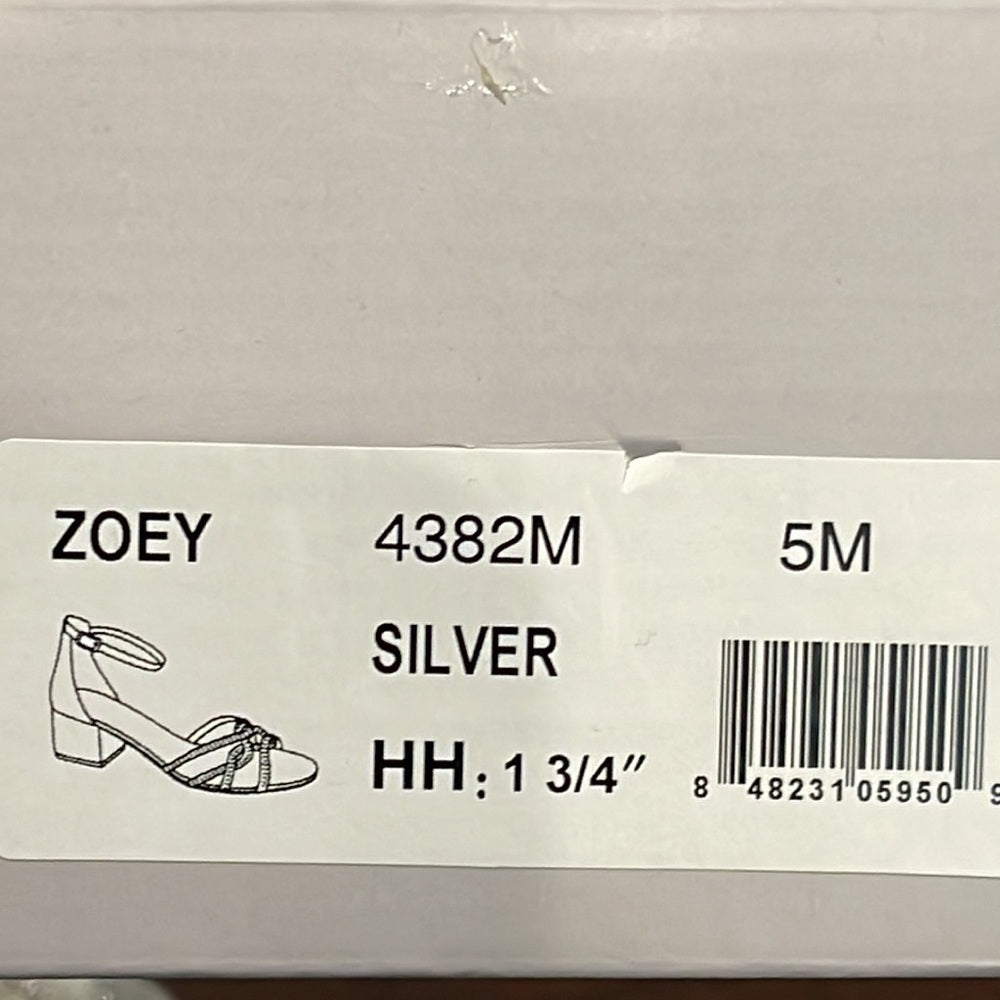 ZOEY 4382M 5M
SILVER
HH: 1 3/4"
8 48231 05950 9